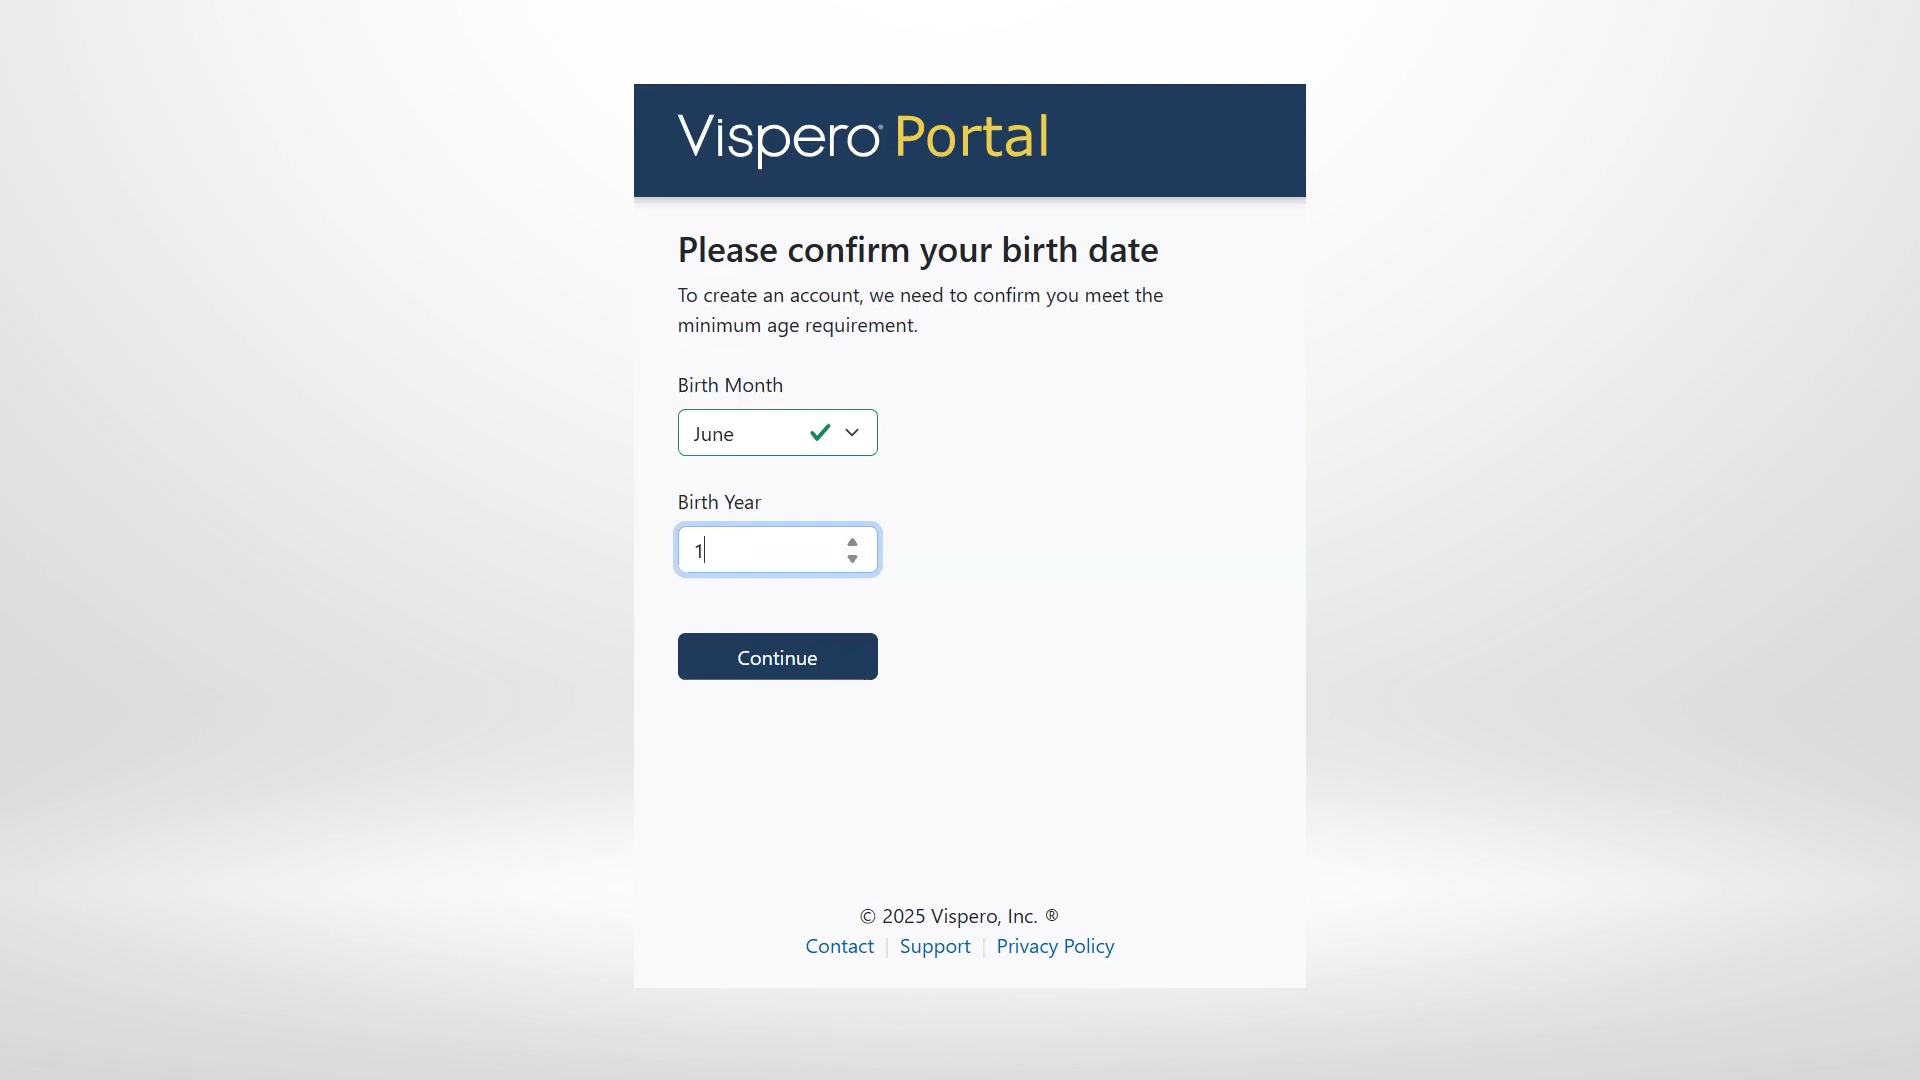 Vispero® Portal
Please confirm your birth date
To create an account, we need to confirm you meet the
minimum age requirement.
Birth Month
June
Birth Year
1
Continue
© 2025 Vispero, Inc. ®
Contact | Support | Privacy Policy